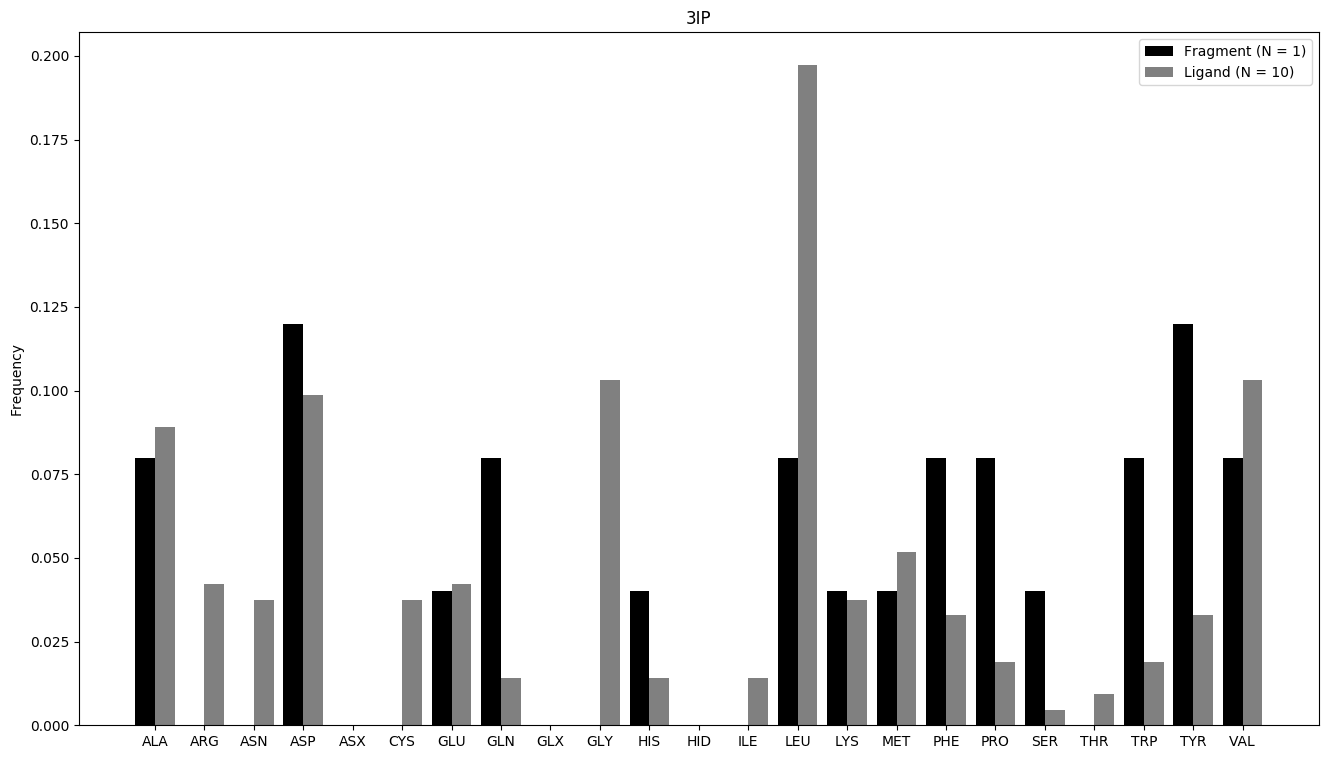 3IP
Fragment (N = 1)
Ligand (N = 10)
Frequency
0.200
0.175
0.150
0.125
0.100
0.075
0.050
0.025
0.000
ALA ARG ASN ASP ASX CYS GLU GLN GLX GLY HIS HID ILE LEU LYS MET PHE PRO SER THR TRP TYR VAL